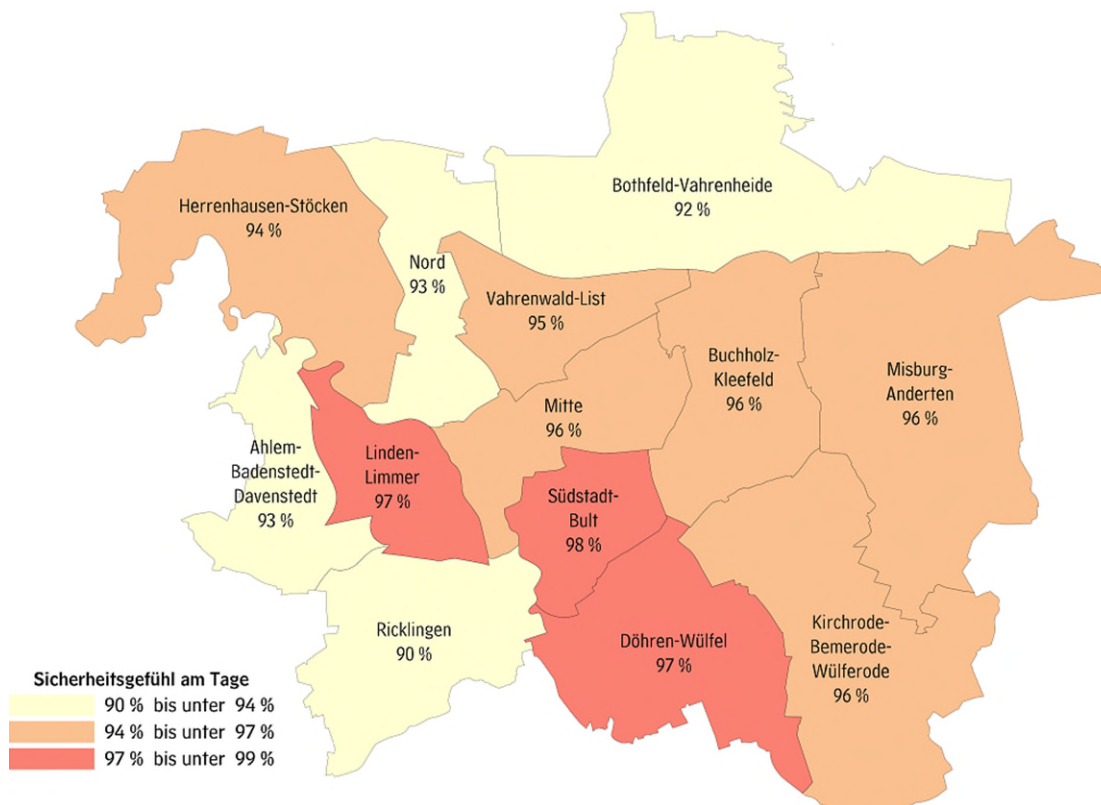 Bothfeld-Vahrenheide
92 %
Herrenhausen-Stöcken
94 %
Nord
93 %
Vahrenwald-List
95 %
Buchholz-
Kleefeld
96 %
Misburg-
Anderten
96 %
Mitte
96 %
Ahlem-
Badenstedt-
Davenstedt
93 %
Linden-
Limmer
97 %
Südstadt-
Bult
98 %
Ricklingen
90 %
Döhren-Wülfel
97 %
Kirchrode-
Bemerode-
Wülferode
96 %
Sicherheitsgefühl am Tage
90 % bis unter 94 %
94 % bis unter 97 %
97 % bis unter 99 %